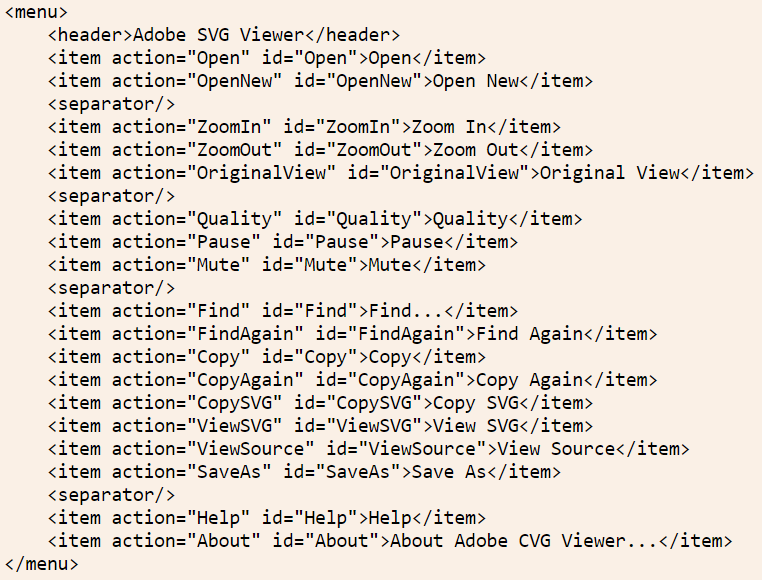 <menu>
    <header>Adobe SVG Viewer</header>
    <item action="Open" id="Open">Open</item>
    <item action="OpenNew" id="OpenNew">Open New</item>
    <separator/>
    <item action="ZoomIn" id="ZoomIn">Zoom In</item>
    <item action="ZoomOut" id="ZoomOut">Zoom Out</item>
    <item action="OriginalView" id="OriginalView">Original View</item>
    <separator/>
    <item action="Quality" id="Quality">Quality</item>
    <item action="Pause" id="Pause">Pause</item>
    <item action="Mute" id="Mute">Mute</item>
    <separator/>
    <item action="Find" id="Find">Find...</item>
    <item action="FindAgain" id="FindAgain">Find Again</item>
    <item action="Copy" id="Copy">Copy</item>
    <item action="CopyAgain" id="CopyAgain">Copy Again</item>
    <item action="CopySVG" id="CopySVG">Copy SVG</item>
    <item action="ViewSVG" id="ViewSVG">View SVG</item>
    <item action="ViewSource" id="ViewSource">View Source</item>
    <item action="SaveAs" id="SaveAs">Save As</item>
    <separator/>
    <item action="Help" id="Help">Help</item>
    <item action="About" id="About">About Adobe CVG Viewer...</item>
</menu>